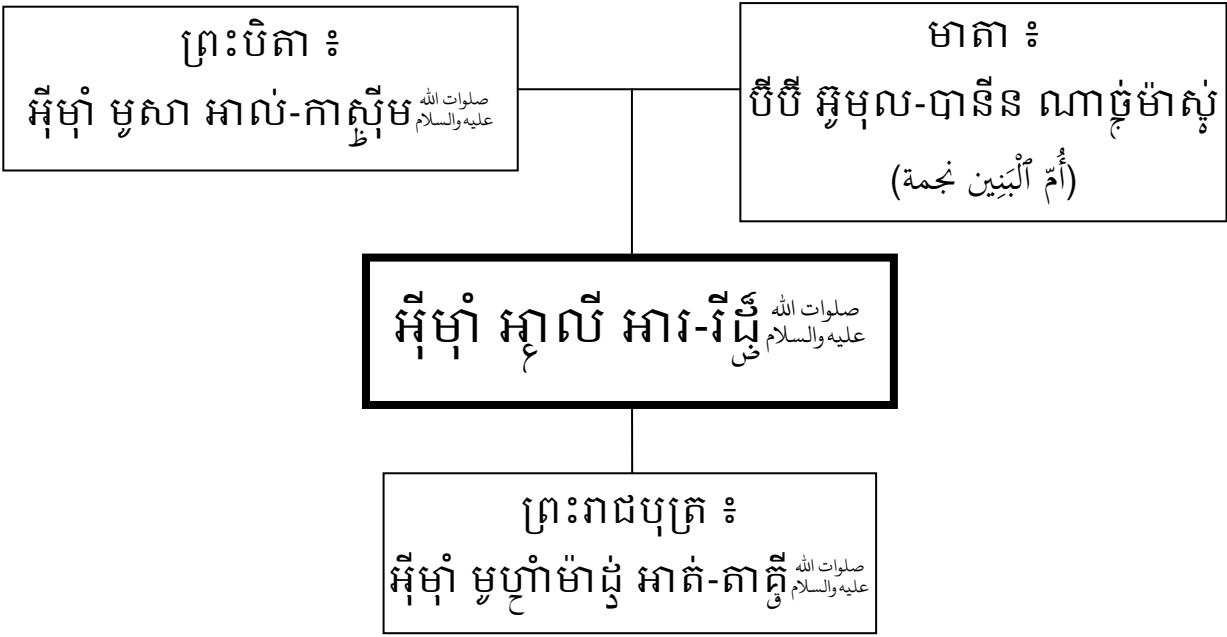 ព្រះបិតា ៖
អ៊ីម៉ាំ មូសា អាល់-កាស្ស៊ីម صلوات الله عليه والسلام
មាតា ៖
ប៊ីប៊ី អ៊ូមុល-បានីន ណាច់ម៉ាស់
(أُمّ ٱلْبَنِين نجمة)
អ៊ីម៉ាំ អាលី អារ-រីដ៏ صلوات الله عليه والسلام
ព្រះរាជបុត្រ ៖
អ៊ីម៉ាំ មូហាំម៉ាដ់ អាត់-តាគី صلوات الله عليه والسلام